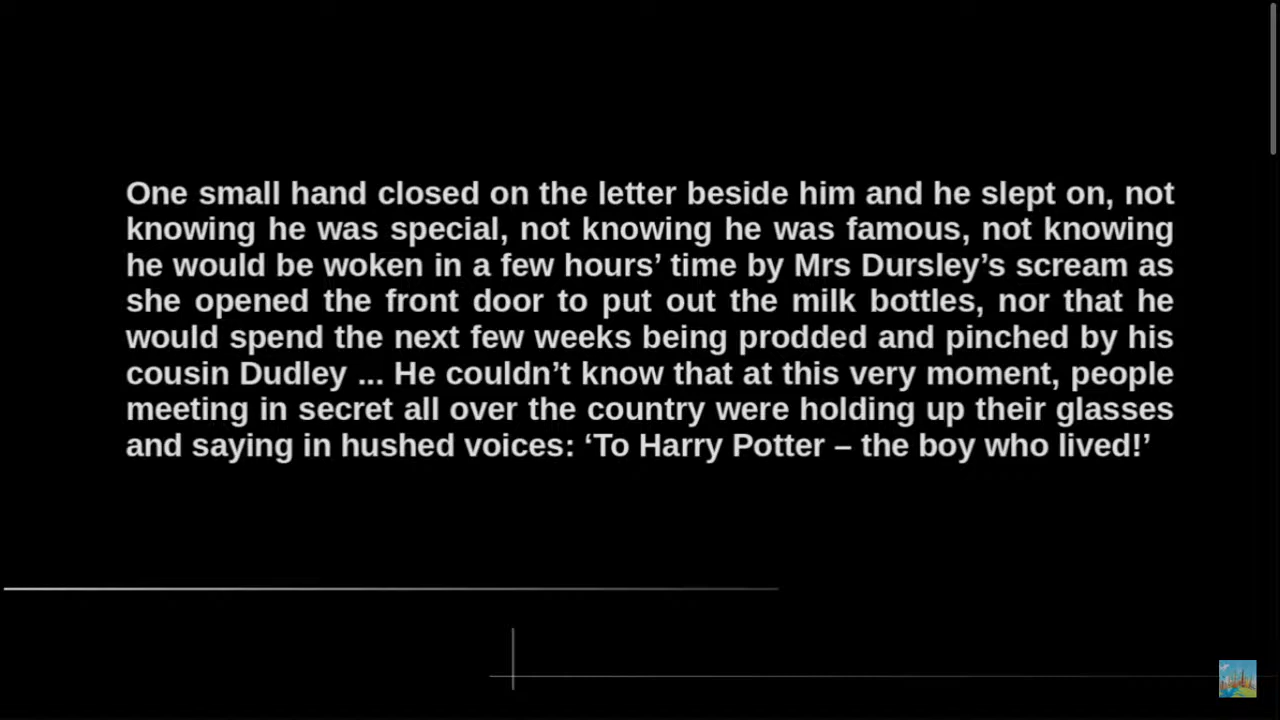 One small hand closed on the letter beside him and he slept on, not
knowing he was special, not knowing he was famous, not knowing
he would be woken in a few hours’ time by Mrs Dursley’s scream as
she opened the front door to put out the milk bottles, nor that he
would spend the next few weeks being prodded and pinched by his
cousin Dudley ... He couldn’t know that at this very moment, people
meeting in secret all over the country were holding up their glasses
and saying in hushed voices: ‘To Harry Potter – the boy who lived!’